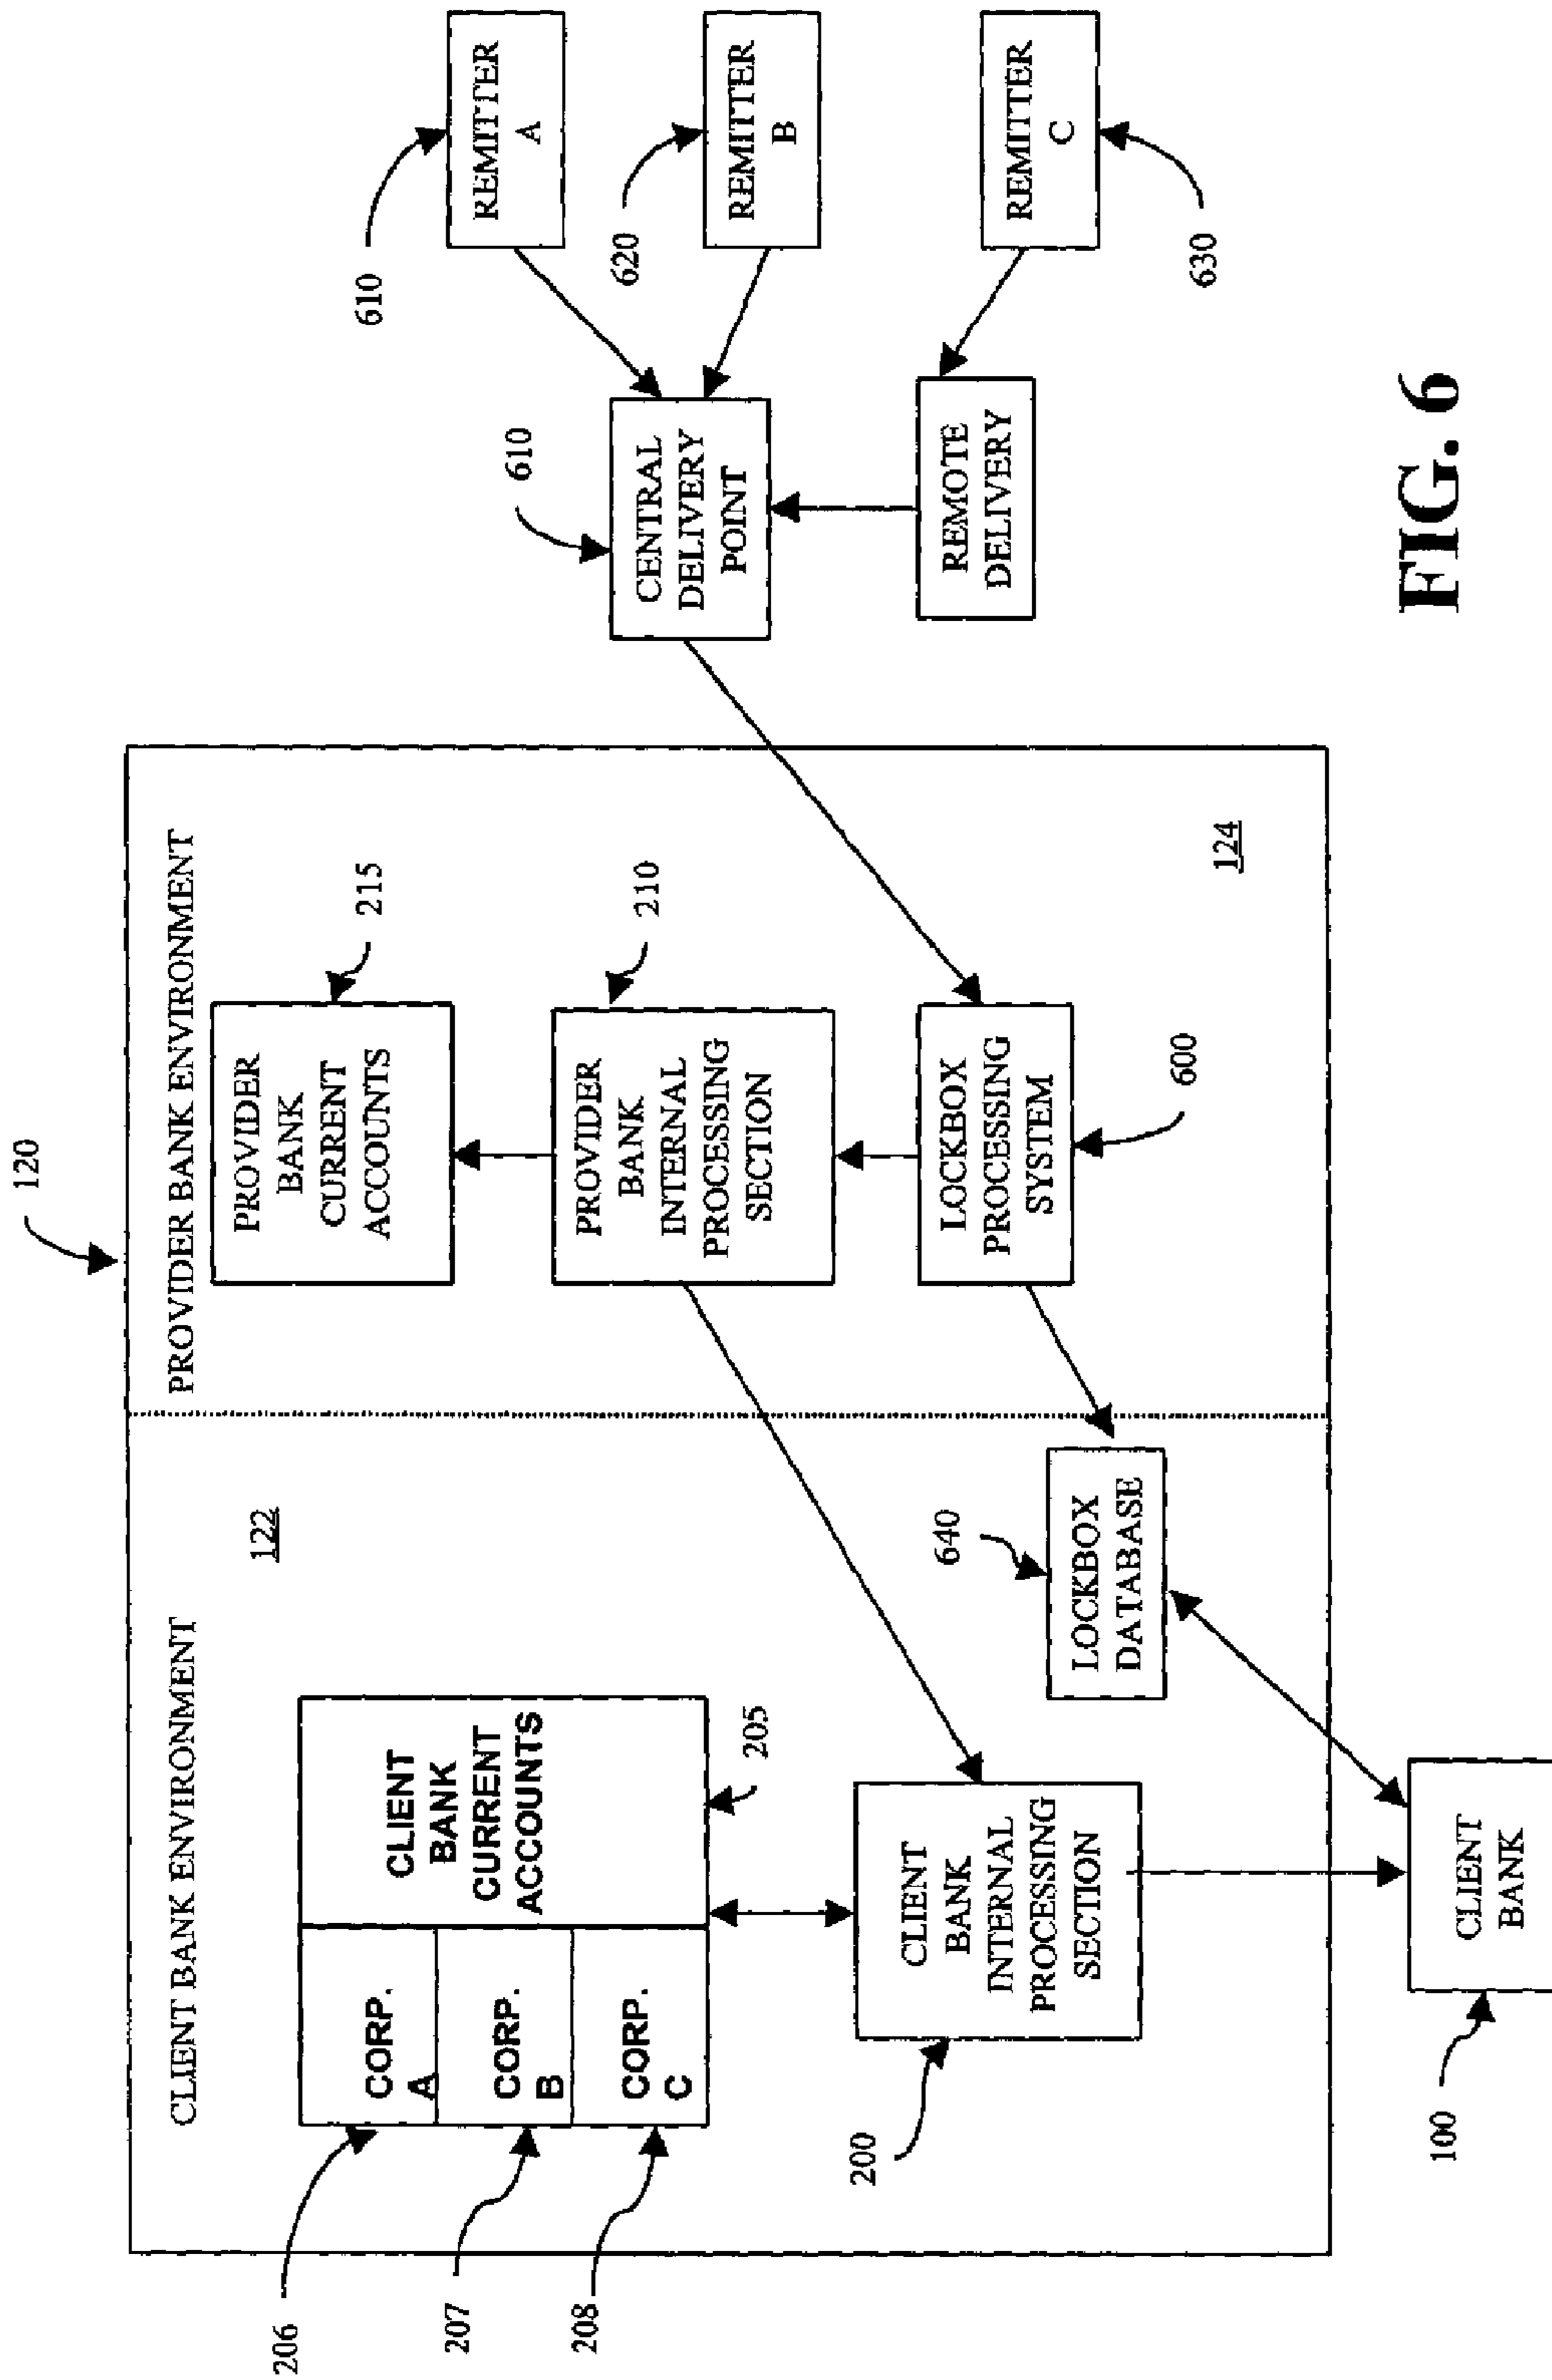 120
CLIENT BANK ENVIRONMENT
PROVIDER BANK ENVIRONMENT
122
206
207
208
CORP.
A
CORP.
B
CORP.
C
CLIENT
BANK
CURRENT
ACCOUNTS
205
PROVIDER
BANK
CURRENT
ACCOUNTS
215
200
CLIENT
BANK
INTERNAL
PROCESSING
SECTION
PROVIDER
BANK
INTERNAL
PROCESSING
SECTION
210
640
LOCKBOX
DATABASE
LOCKBOX
PROCESSING
SYSTEM
600
124
100
CLIENT
BANK
610
CENTRAL
DELIVERY
POINT
REMOTE
DELIVERY
610
REMITTER
A
620
REMITTER
B
REMITTER
C
630
FIG. 6